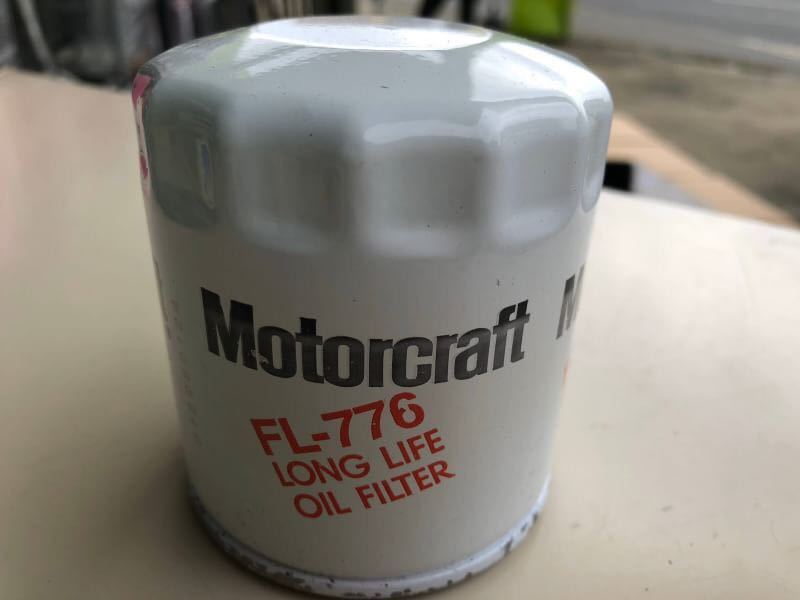 Motorcraft
FL-776
LONG LIFE
OIL FILTER